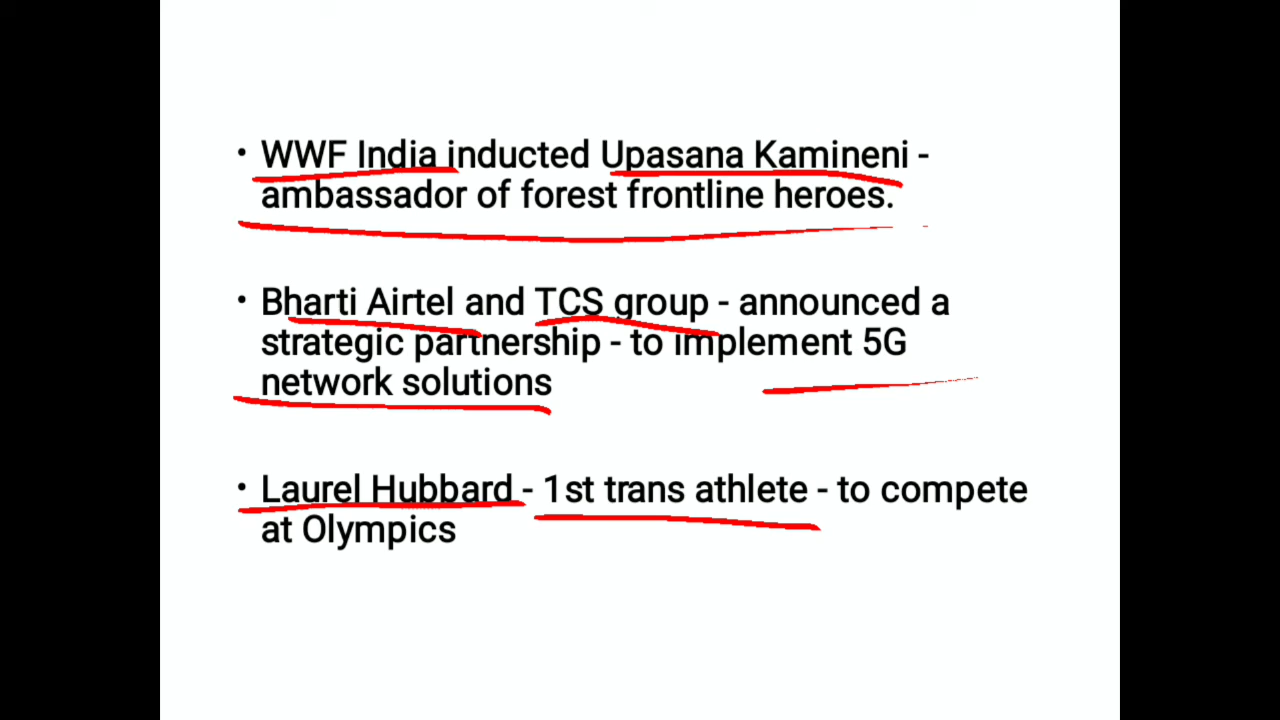 • WWF India inducted Upasana Kamineni -
ambassador of forest frontline heroes.
• Bharti Airtel and TCS group - announced a
strategic partnership - to implement 5G
network solutions
• Laurel Hubbard - 1st trans athlete - to compete
at Olympics